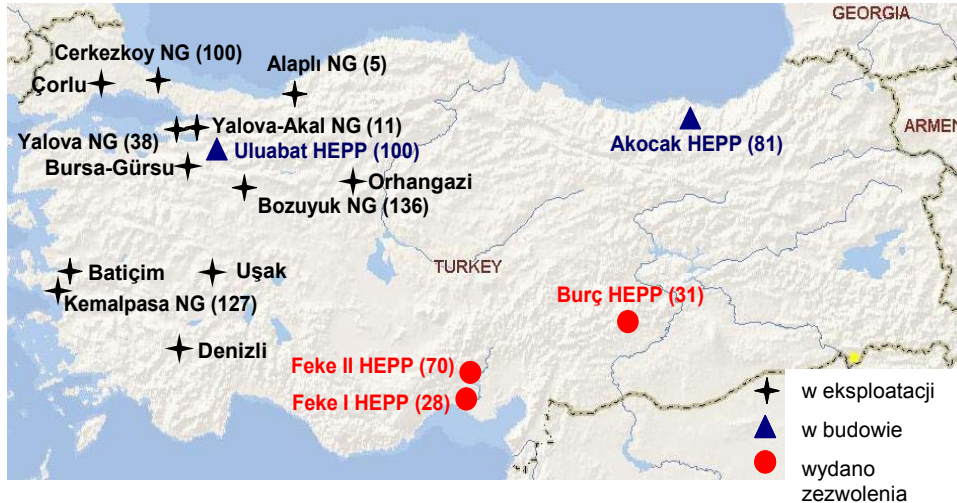 GEORGIA
Cerkezkoy NG (100)
Alaplı NG (5)
Çorlu
Yalova-Akal NG (11)
Yalova NG (38)
Uluabat HEPP (100)
Akocak HEPP (81)
ARMEN
Bursa-Gürsu
Orhangazi
Bozuyuk NG (136)
TURKEY
Batiçim
Uşak
Kemalpasa NG (127)
Burç HEPP (31)
Denizli
Feke II HEPP (70)
Feke I HEPP (28)
w eksploatacji
w budowie
wydano
zezwolenia